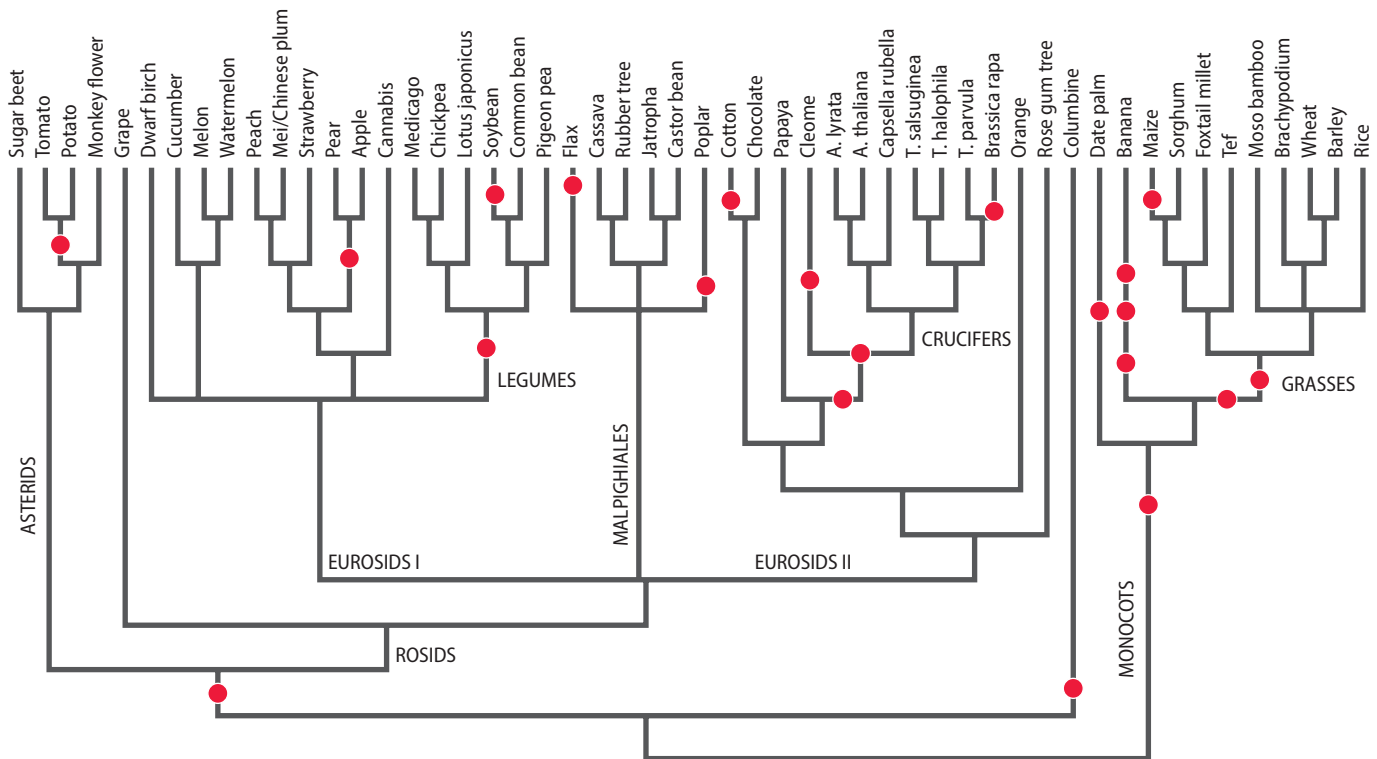 Sugar beet
Tomato
Potato
Monkey flower
Grape
Dwarf birch
Cucumber
Melon
Watermelon
Peach
Mei/Chinese plum
Strawberry
Pear
Apple
Cannabis
Medicago
Chickpea
Lotus japonicus
Soybean
Common bean
Pigeon pea
Flax
Cassava
Rubber tree
Jatropha
Castor bean
Poplar
Cotton
Chocolate
Papaya
Cleome
A. lyrata
A. thaliana
Capsella rubella
T. salsuginea
T. halophila
T. parvula
Brassica rapa
Orange
Rose gum tree
Columbine
Date palm
Banana
Maize
Sorghum
Foxtail millet
Tef
Moso bamboo
Brachypodium
Wheat
Barley
Rice
CRUCIFERS
LEGUMES
GRASSES
ASTERIDS
MALPIGHIALES
EUROSIDS I
EUROSIDS II
MONOCOTS
ROSIDS